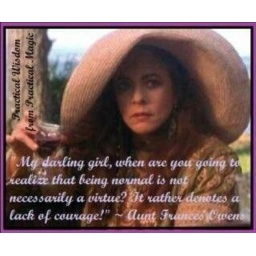 Practical Wisdom
from Practical Magic
"My darling girl, when are you going to
realize that being normal is not
necessarily a virtue? It rather denotes a
lack of courage!" ~ Aunt Frances Owens